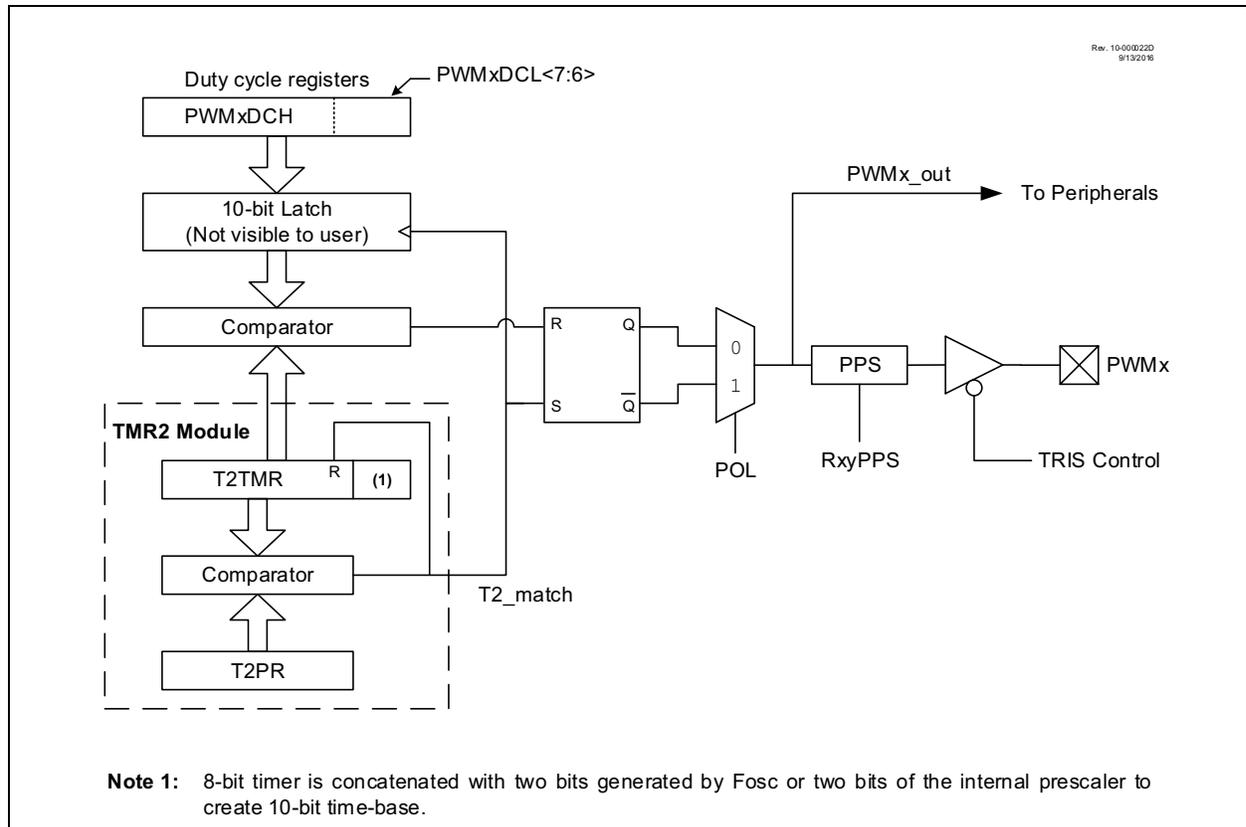 Rev. 10-000022D
9/13/2016
Duty cycle registers
PWMxDCL<7:6>
PWMxDCH
10-bit Latch
(Not visible to user)
Comparator
TMR2 Module
T2TMR
R
(1)
Comparator
T2_match
T2PR
R
Q
S
Q̅
0
1
POL
PWMx_out
To Peripherals
PPS
RxyPPS
PWMx
TRIS Control
Note 1: 8-bit timer is concatenated with two bits generated by Fosc or two bits of the internal prescaler to
create 10-bit time-base.